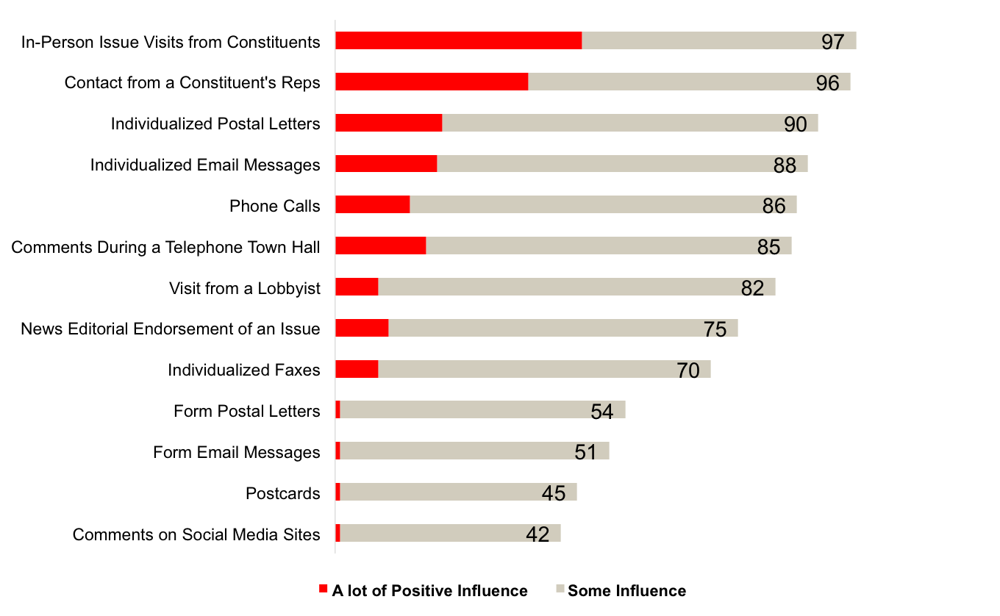 In-Person Issue Visits from Constituents 97
Contact from a Constituent's Reps 96
Individualized Postal Letters 90
Individualized Email Messages 88
Phone Calls 86
Comments During a Telephone Town Hall 85
Visit from a Lobbyist 82
News Editorial Endorsement of an Issue 75
Individualized Faxes 70
Form Postal Letters 54
Form Email Messages 51
Postcards 45
Comments on Social Media Sites 42
A lot of Positive Influence Some Influence